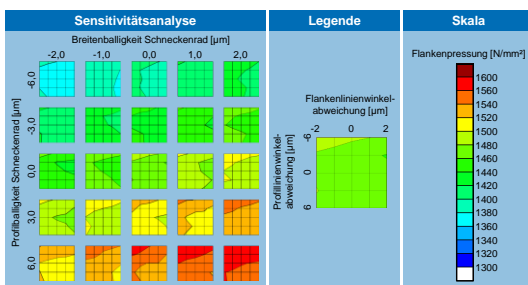 Sensitivitätsanalyse
Breitenballigkeit Schneckenrad [µm]
-2,0 -1,0 0,0 1,0 2,0
Profilballigkeit Schneckenrad [µm]
-6,0
-3,0
0,0
3,0
6,0
Legende
Flankenlinienwinkel-
abweichung [µm]
-2 0 2
Profillinienwinkel-
abweichung [µm]
-6
0
6
Skala
Flankenpressung [N/mm²]
1600
1560
1540
1520
1500
1480
1460
1440
1420
1400
1380
1360
1340
1320
1300